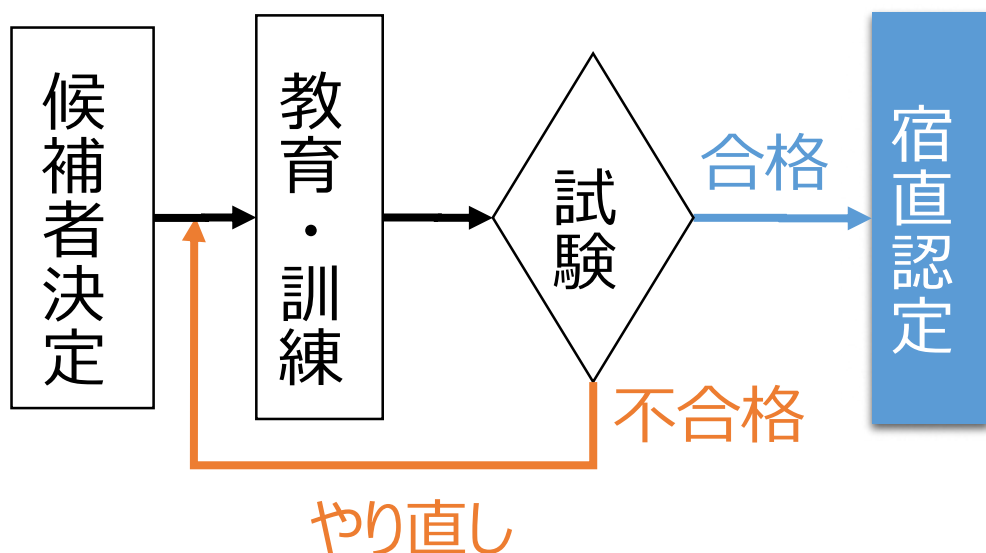 候補者決定
教育・訓練
試験
合格
宿直認定
不合格
やり直し